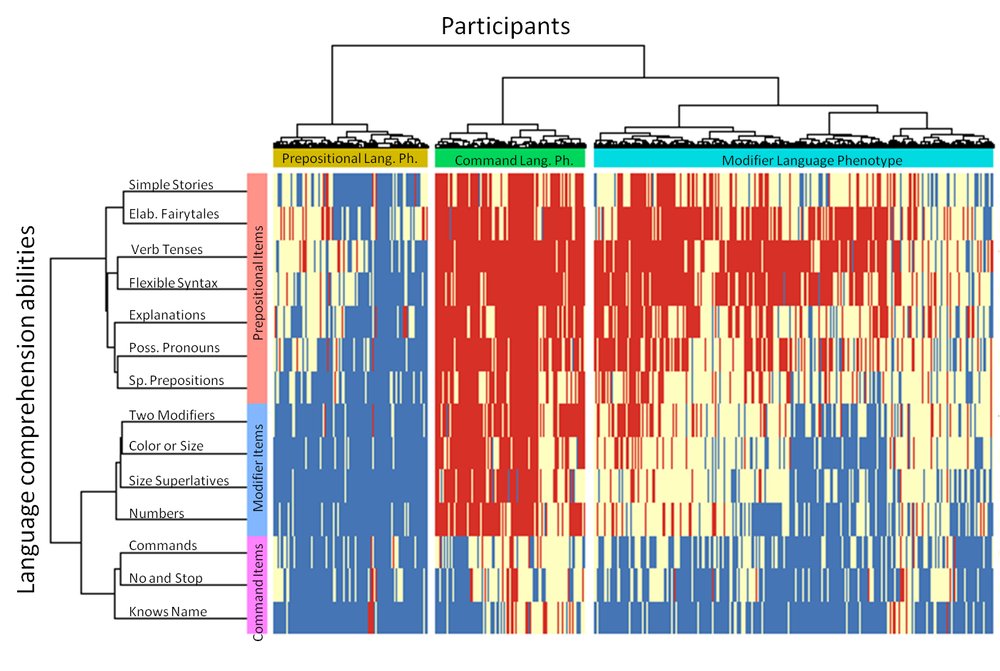 Participants
Prepositional Lang. Ph.
Command Lang. Ph.
Modifier Language Phenotype
Language comprehension abilities
Simple Stories
Elab. Fairytales
Verb Tenses
Flexible Syntax
Explanations
Poss. Pronouns
Sp. Prepositions
Two Modifiers
Color or Size
Size Superlatives
Numbers
Commands
No and Stop
Knows Name
Prepositional Items
Modifier Items
Command Items